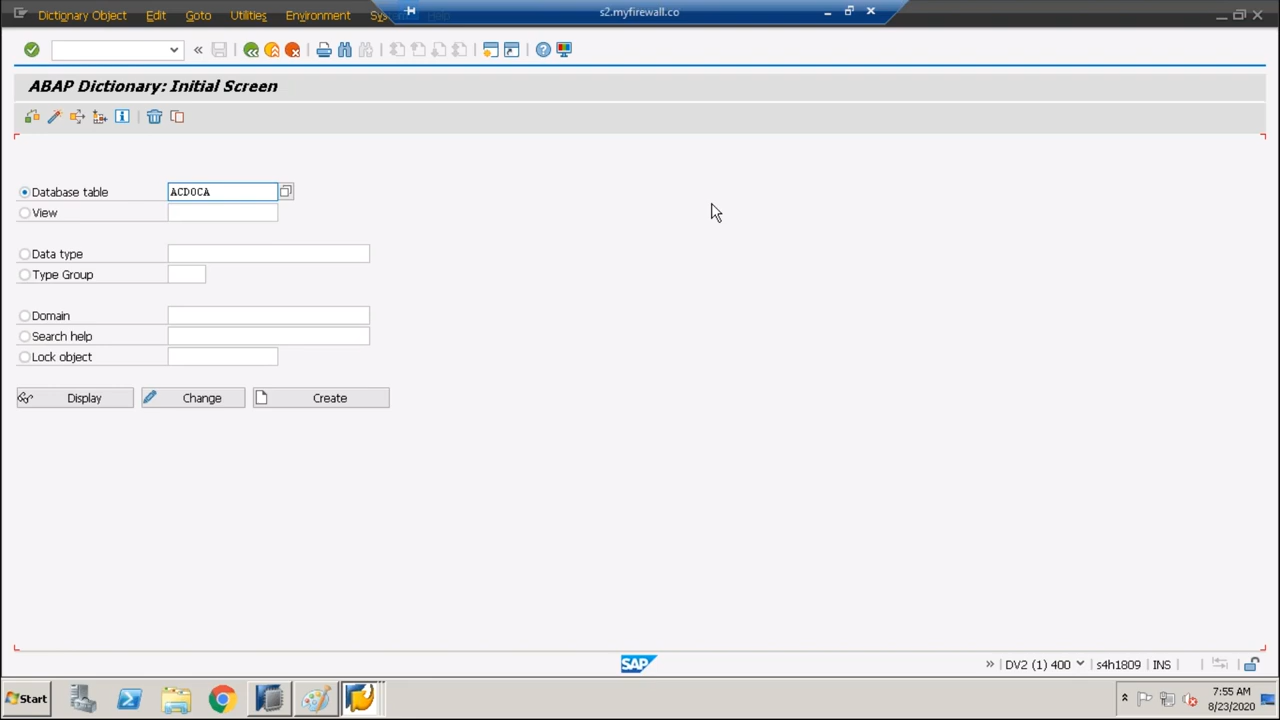 Dictionary Object Edit Goto Utilities Environment Sys
s2.myfirewall.co
ABAP Dictionary: Initial Screen
Database table ACDOCA
View
Data type
Type Group
Domain
Search help
Lock object
Display Change Create
SAP
DV2 (1) 400 s4h1809 INS
Start
7:55 AM
8/23/2020